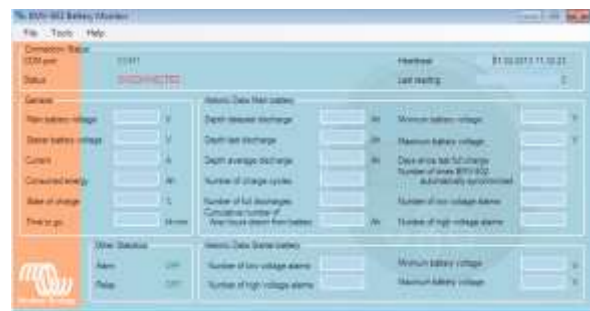 BMV-602 Battery Monitor
File Tools Help
Connection Status
COM port COM1 Heartbeat
Status DISCONNECTED Last reading
General
Main battery voltage V
Starter battery voltage V
Current A
Consumed energy Ah
State of charge %
Time to go
Historic Data Main battery
Depth deepest discharge Ah
Depth last discharge Ah
Depth average discharge Ah
Number of charge cycles
Number of full discharges
Cumulative number of
Amp hours drawn from battery Ah
Minimum battery voltage V
Maximum battery voltage V
Days since last full charge
Number of times BMV-602
automatically synchronized
Number of low voltage alarms
Number of high voltage alarms
Other Statistics
Alarm OFF
Relay OFF
Historic Data Starter battery
Number of low voltage alarms
Number of high voltage alarms
Minimum battery voltage V
Maximum battery voltage V